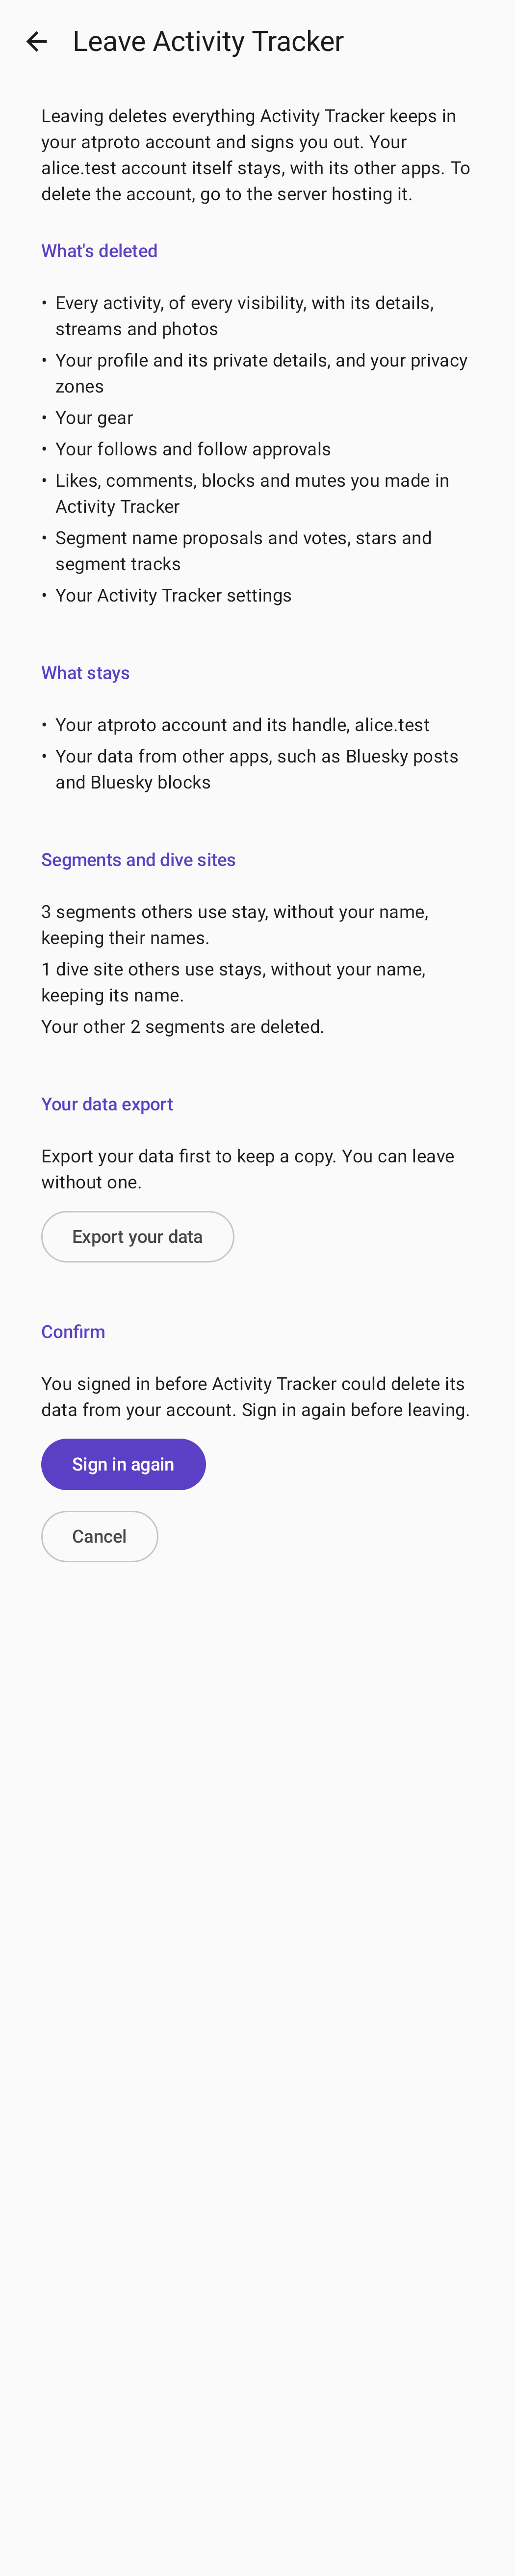 Leave Activity Tracker
Leaving deletes everything Activity Tracker keeps in
your atproto account and signs you out. Your
alice.test account itself stays, with its other apps. To
delete the account, go to the server hosting it.
What's deleted
• Every activity, of every visibility, with its details,
streams and photos
• Your profile and its private details, and your privacy
zones
• Your gear
• Your follows and follow approvals
• Likes, comments, blocks and mutes you made in
Activity Tracker
• Segment name proposals and votes, stars and
segment tracks
• Your Activity Tracker settings
What stays
• Your atproto account and its handle, alice.test
• Your data from other apps, such as Bluesky posts
and Bluesky blocks
Segments and dive sites
3 segments others use stay, without your name,
keeping their names.
1 dive site others use stays, without your name,
keeping its name.
Your other 2 segments are deleted.
Your data export
Export your data first to keep a copy. You can leave
without one.
Export your data
Confirm
You signed in before Activity Tracker could delete its
data from your account. Sign in again before leaving.
Sign in again
Cancel